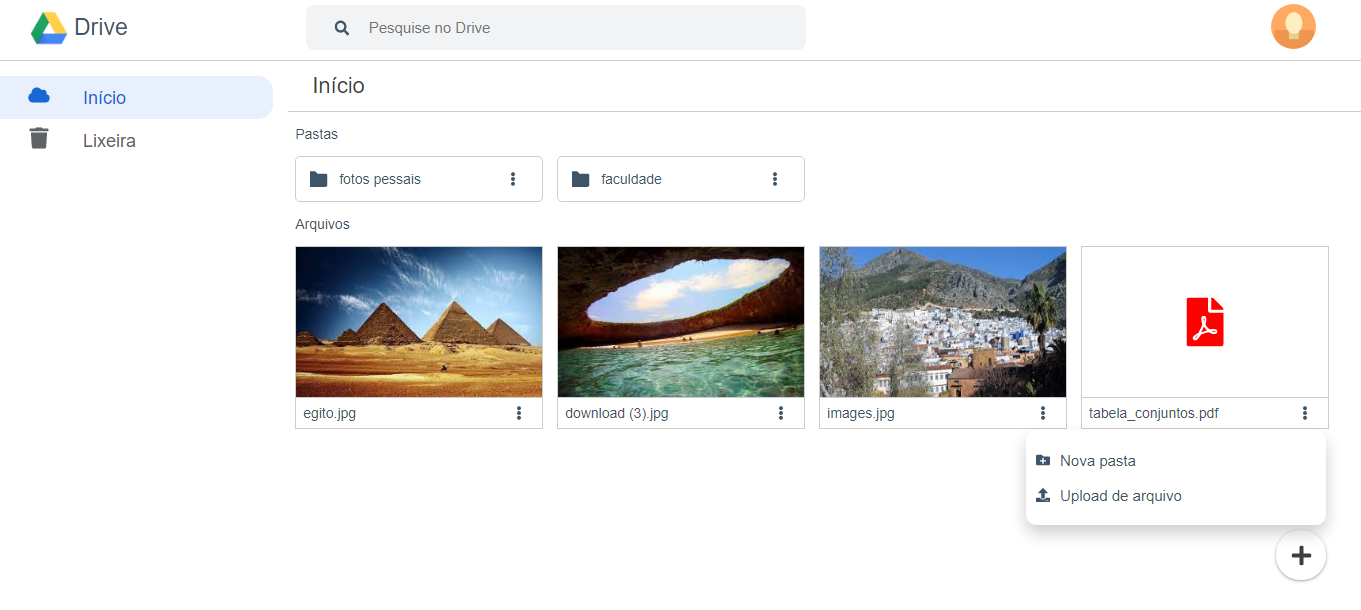 Drive
Pesquise no Drive
Início
Lixeira
Início
Pastas
fotos pessais
faculdade
Arquivos
egito.jpg
download (3).jpg
images.jpg
tabela_conjuntos.pdf
Nova pasta
Upload de arquivo